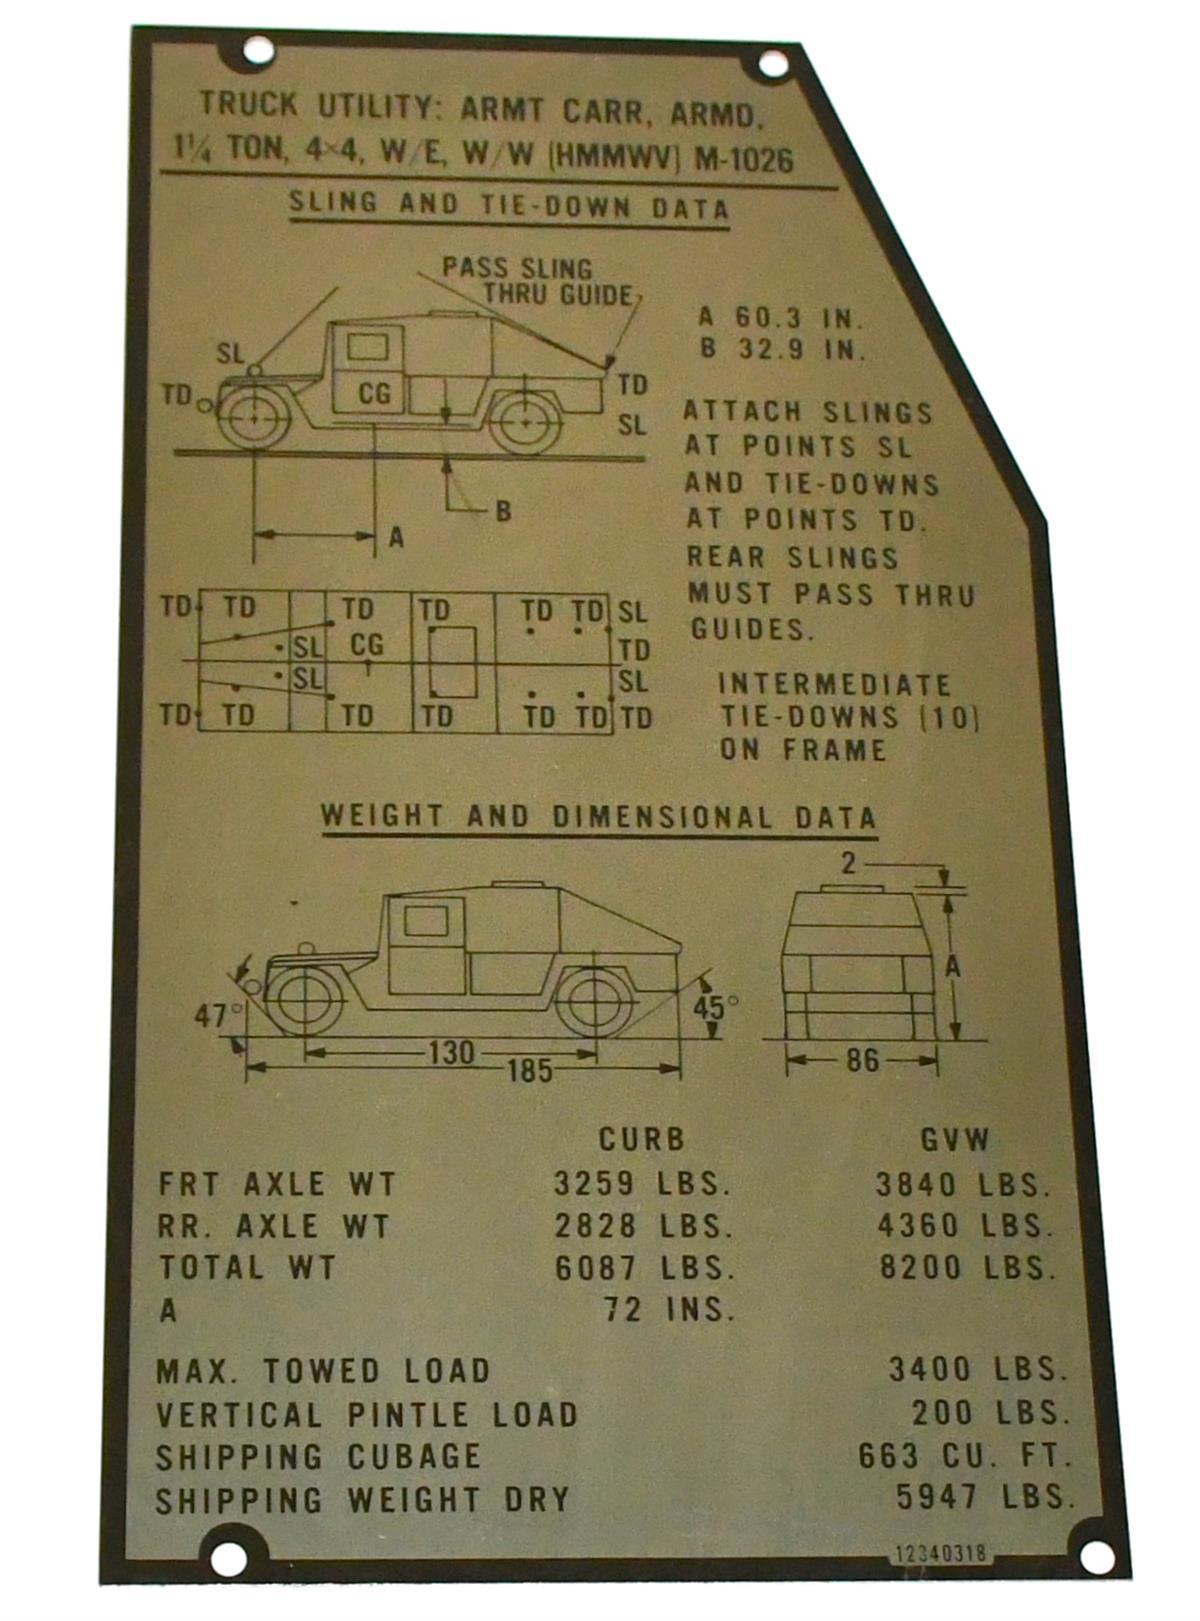 TRUCK UTILITY: ARMT CARR, ARMD,
1¼ TON, 4×4, W/E, W/W (HMMWV) M-1026
SLING AND TIE-DOWN DATA
PASS SLING
THRU GUIDE
SL
TD
CG
TD
SL
B
A
A 60.3 IN.
B 32.9 IN.
ATTACH SLINGS
AT POINTS SL
AND TIE-DOWNS
AT POINTS TD.
REAR SLINGS
MUST PASS THRU
GUIDES.
TD TD TD TD TD TD SL
SL CG TD
SL SL
TD TD TD TD TD TD TD
INTERMEDIATE
TIE-DOWNS (10)
ON FRAME
WEIGHT AND DIMENSIONAL DATA
2
A
47°
45°
130
185
86
CURB GVW
FRT AXLE WT 3259 LBS. 3840 LBS.
RR. AXLE WT 2828 LBS. 4360 LBS.
TOTAL WT 6087 LBS. 8200 LBS.
A 72 INS.
MAX. TOWED LOAD 3400 LBS.
VERTICAL PINTLE LOAD 200 LBS.
SHIPPING CUBAGE 663 CU. FT.
SHIPPING WEIGHT DRY 5947 LBS.
12340318